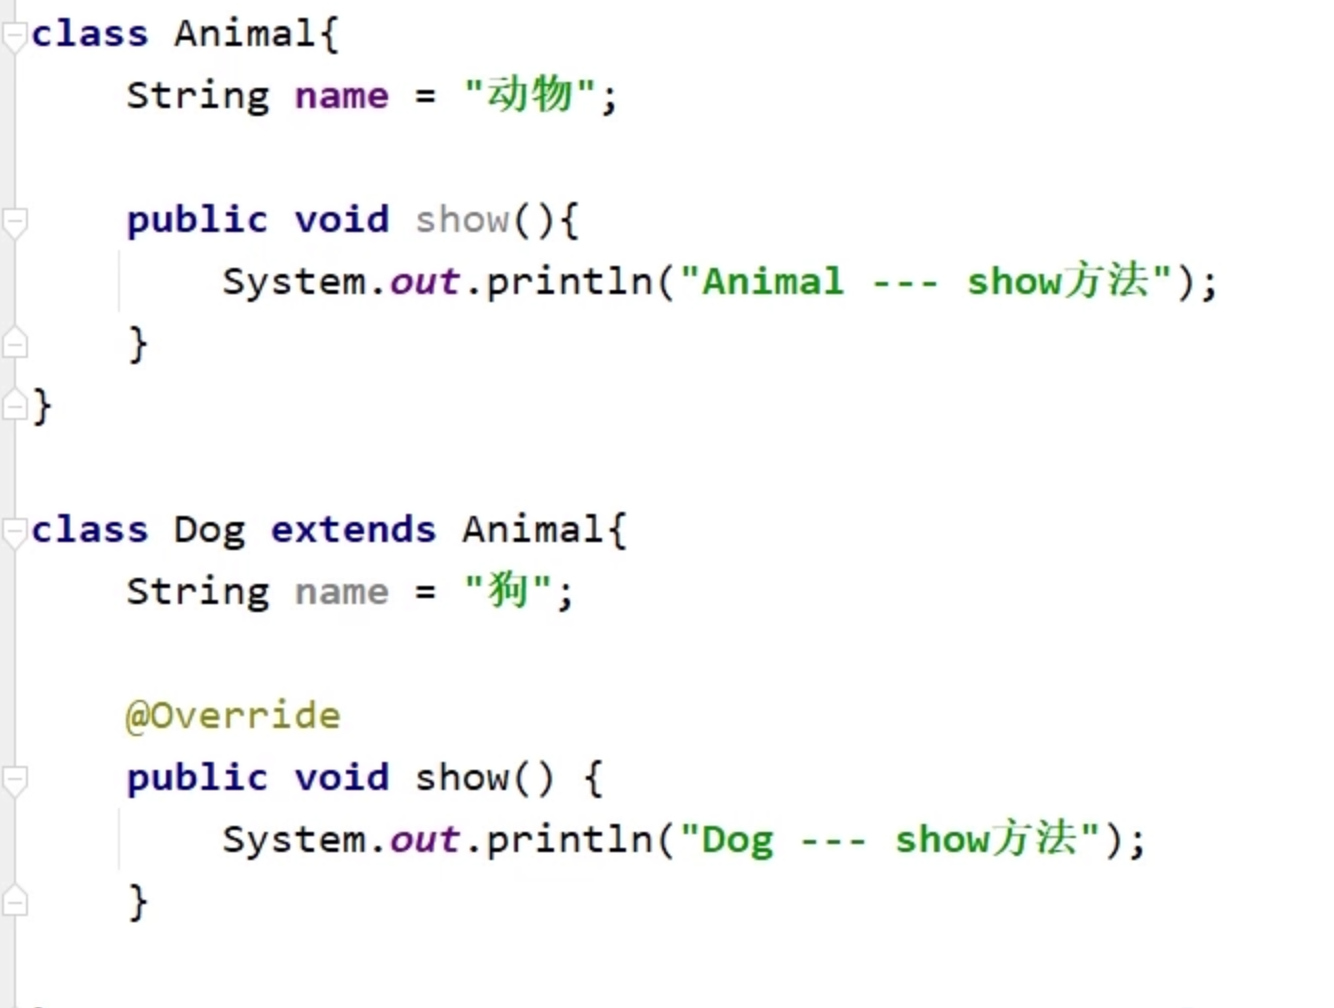 class Animal{
String name = "动物";
public void show(){
System.out.println("Animal --- show方法");
}
}
class Dog extends Animal{
String name = "狗";
@Override
public void show() {
System.out.println("Dog --- show方法");
}